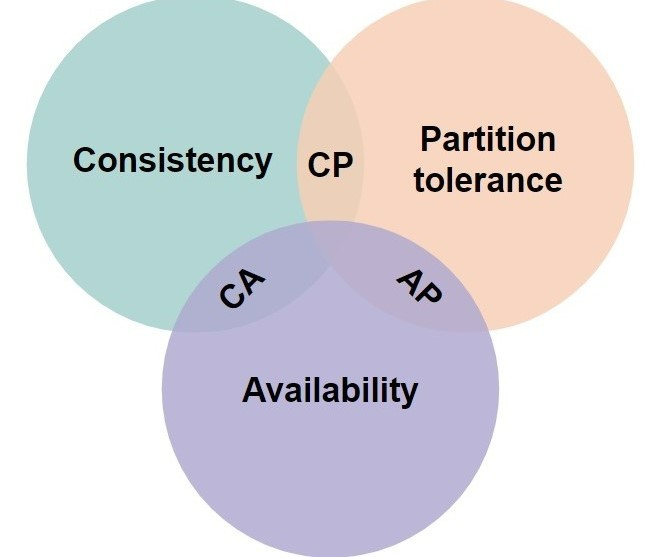 Consistency
CP
Partition
tolerance
CA
AP
Availability